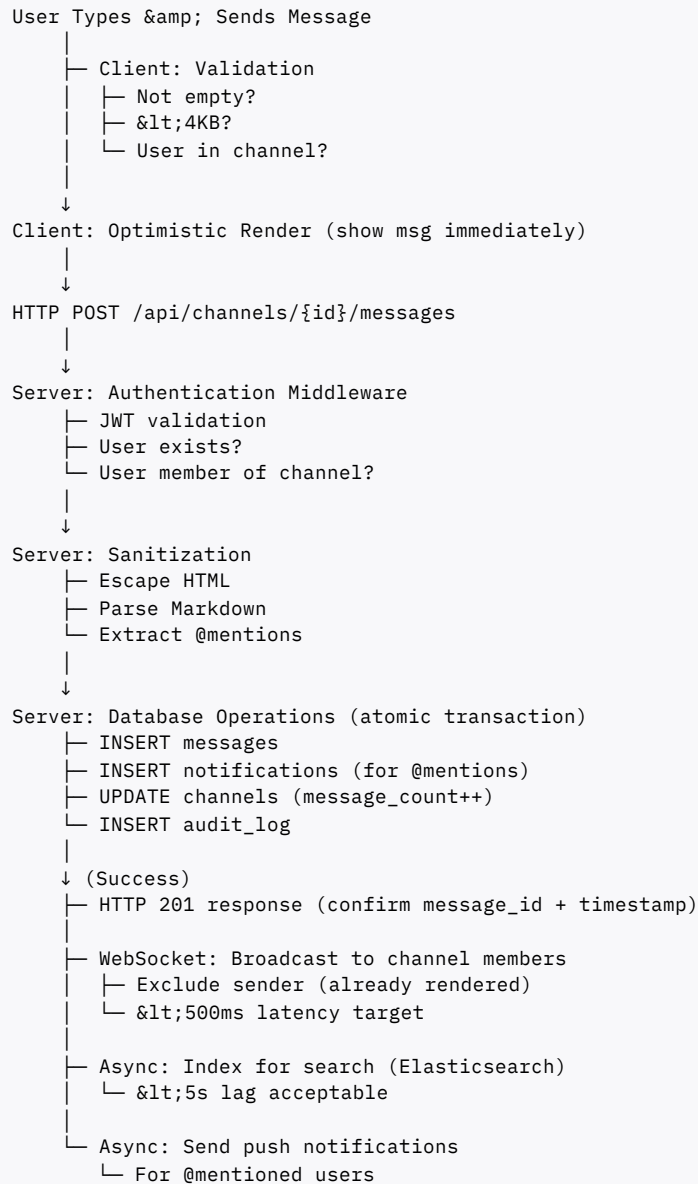 User Types &amp; Sends Message
│
├─ Client: Validation
│ ├─ Not empty?
│ ├─ &lt;4KB?
│ └─ User in channel?
│
↓
Client: Optimistic Render (show msg immediately)
│
↓
HTTP POST /api/channels/{id}/messages
│
↓
Server: Authentication Middleware
├─ JWT validation
├─ User exists?
└─ User member of channel?
│
↓
Server: Sanitization
├─ Escape HTML
├─ Parse Markdown
└─ Extract @mentions
│
↓
Server: Database Operations (atomic transaction)
├─ INSERT messages
├─ INSERT notifications (for @mentions)
├─ UPDATE channels (message_count++)
└─ INSERT audit_log
│
↓ (Success)
├─ HTTP 201 response (confirm message_id + timestamp)
│
├─ WebSocket: Broadcast to channel members
│ ├─ Exclude sender (already rendered)
│ └─ &lt;500ms latency target
│
├─ Async: Index for search (Elasticsearch)
│ └─ &lt;5s lag acceptable
│
└─ Async: Send push notifications
└─ For @mentioned users